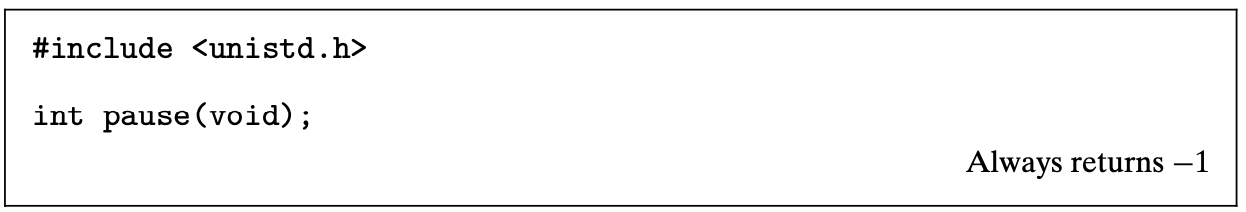 #include <unistd.h>
int pause(void);
Always returns −1